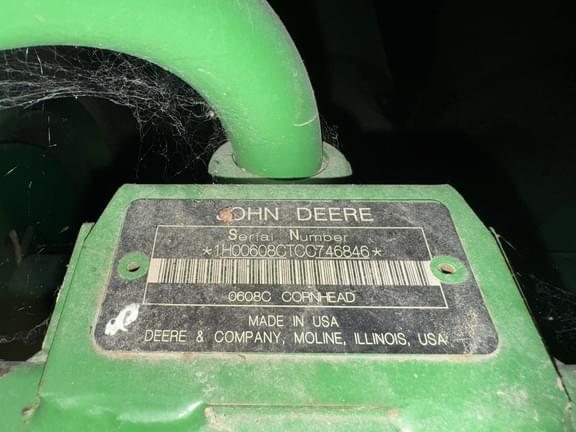 JOHN DEERE
Serial Number
*1H00608CTCC746846*
0608C CORNHEAD
MADE IN USA
DEERE & COMPANY, MOLINE, ILLINOIS, USA